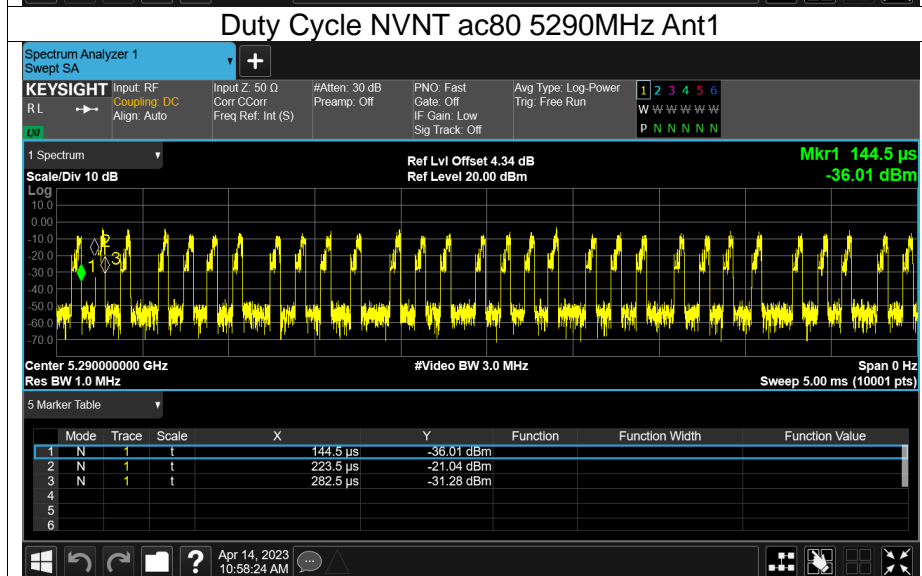 Duty Cycle NVNT ac80 5290MHz Ant1
Spectrum Analyzer 1
Swept SA
+
KEYSIGHT Input: RF Input Z: 50 Ω #Atten: 30 dB PNO: Fast Avg Type: Log-Power 1 2 3 4 5 6
RL Coupling: DC Corr CCorr Preamp: Off Gate: Off Trig: Free Run W W W W W W
Align: Auto Freq Ref: Int (S) IF Gain: Low
LXI Sig Track: Off P N N N N N
1 Spectrum Ref Lvl Offset 4.34 dB Mkr1 144.5 µs
Scale/Div 10 dB Ref Level 20.00 dBm -36.01 dBm
Log
10.0
0.00
-10.0
2
-20.0
1 3
-30.0
-40.0
-50.0
-60.0
-70.0
Center 5.290000000 GHz #Video BW 3.0 MHz Span 0 Hz
Res BW 1.0 MHz Sweep 5.00 ms (10001 pts)
5 Marker Table
Mode Trace Scale X Y Function Function Width Function Value
1 N 1 t 144.5 µs -36.01 dBm
2 N 1 t 223.5 µs -21.04 dBm
3 N 1 t 282.5 µs -31.28 dBm
4
5
6
? Apr 14, 2023
10:58:24 AM